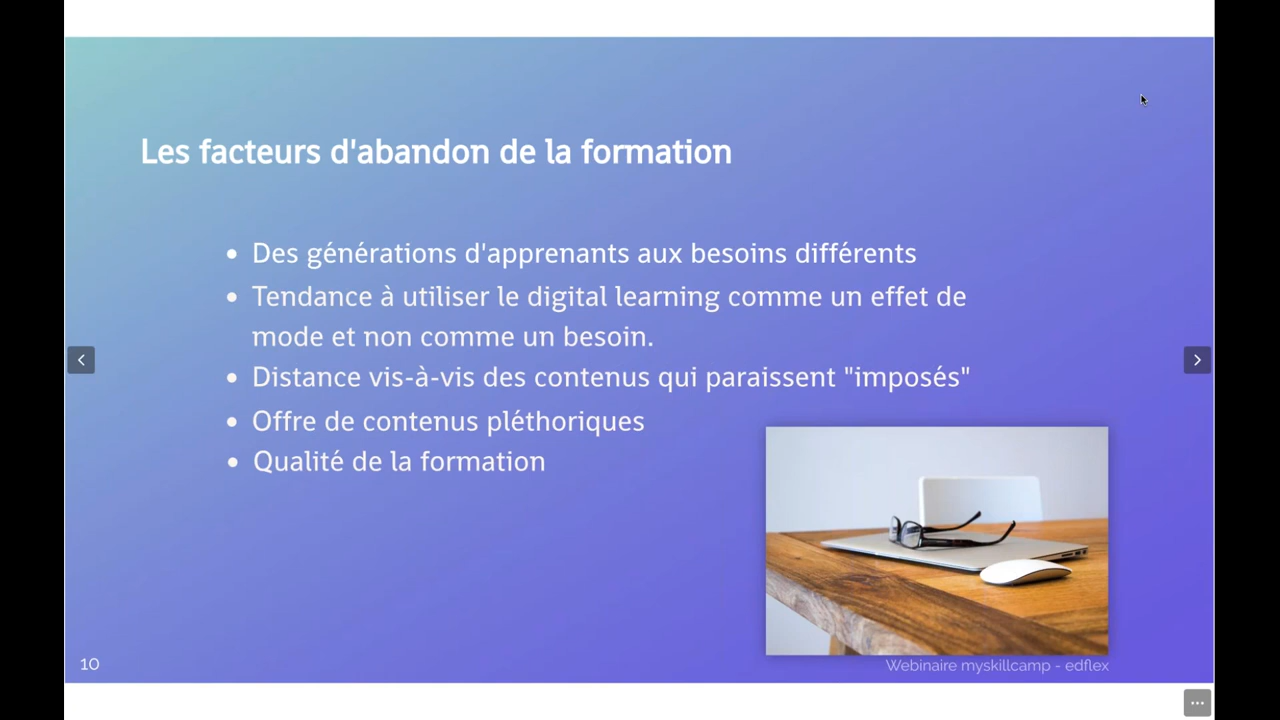 Les facteurs d'abandon de la formation
Des générations d'apprenants aux besoins différents
Tendance à utiliser le digital learning comme un effet de
mode et non comme un besoin.
Distance vis-à-vis des contenus qui paraissent "imposés"
Offre de contenus pléthoriques
Qualité de la formation
10
Webinaire myskillcamp - edflex